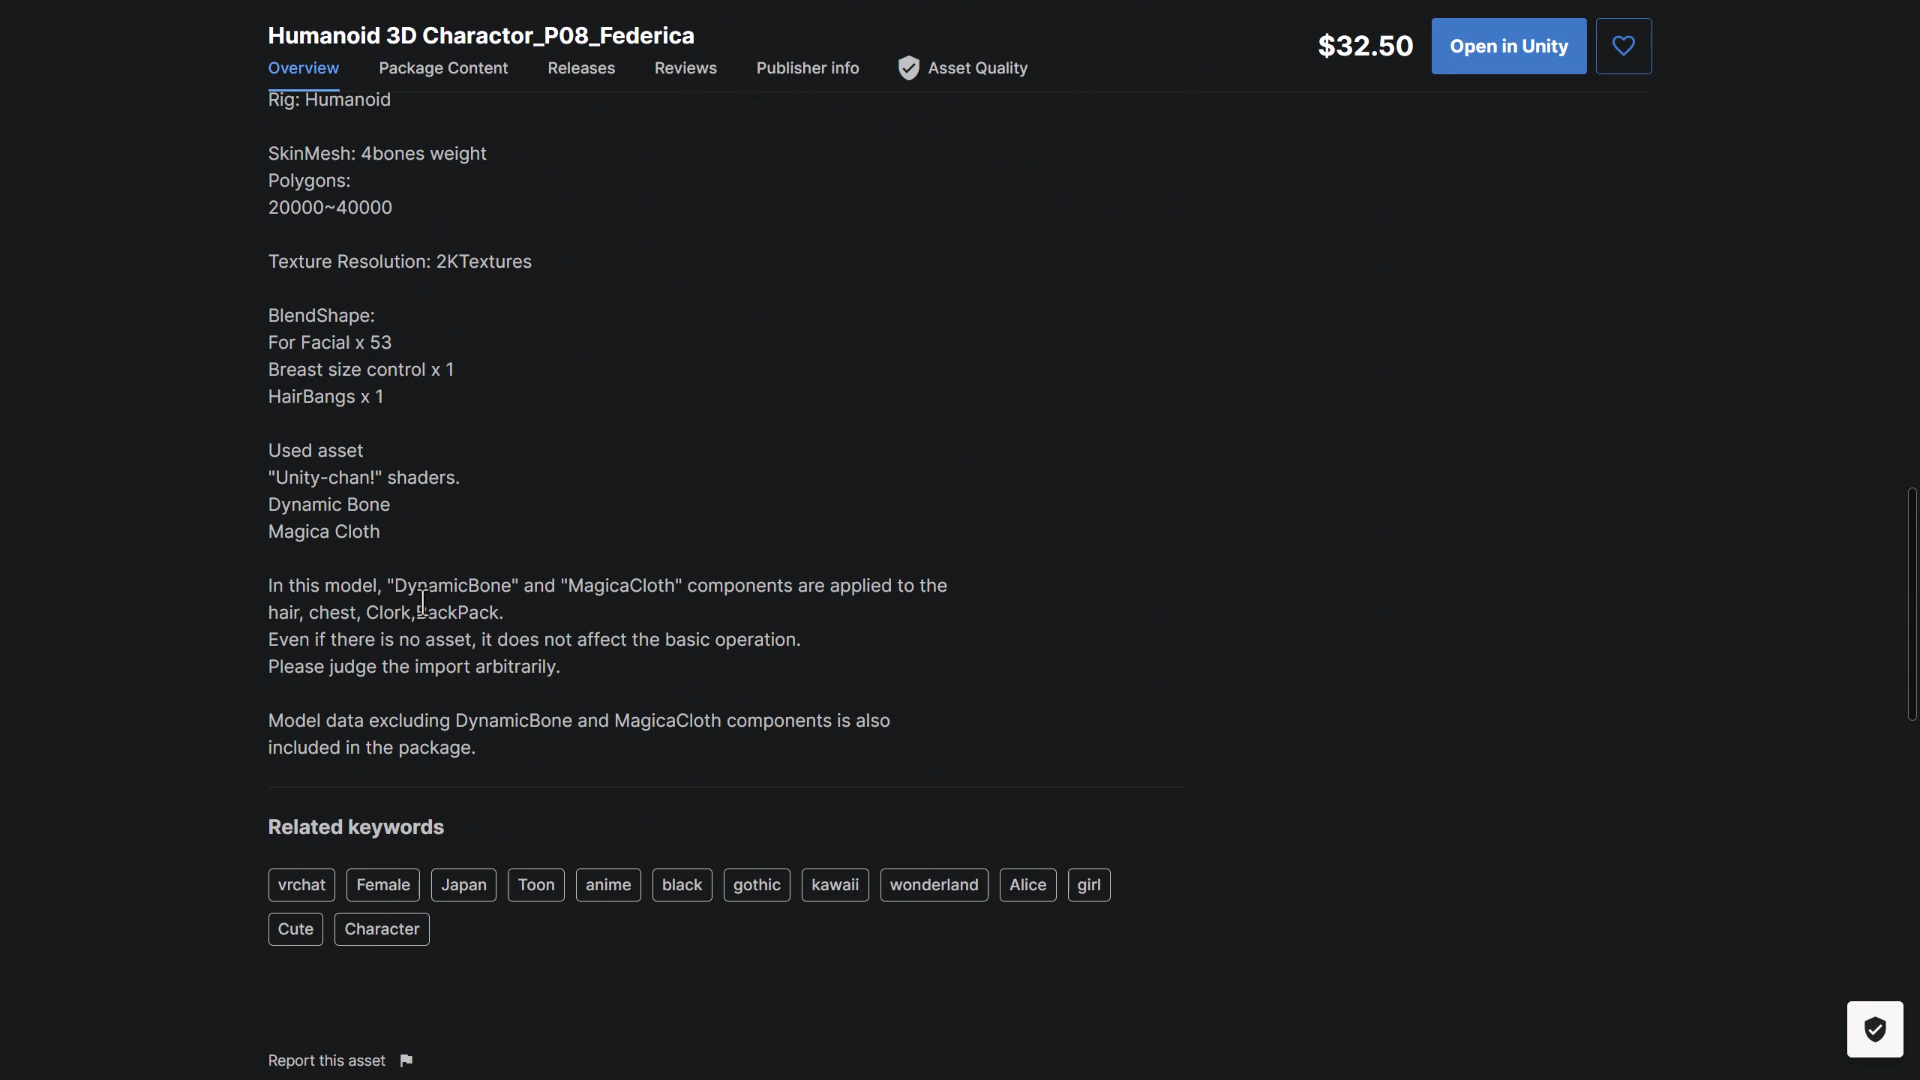 Humanoid 3D Charactor_P08_Federica
$32.50
Open in Unity
Overview
Package Content
Releases
Reviews
Publisher info
Asset Quality
Rig: Humanoid
SkinMesh: 4bones weight
Polygons:
20000~40000
Texture Resolution: 2KTextures
BlendShape:
For Facial x 53
Breast size control x 1
HairBangs x 1
Used asset
"Unity-chan!" shaders.
Dynamic Bone
Magica Cloth
In this model, "DynamicBone" and "MagicaCloth" components are applied to the
hair, chest, Clork,BackPack.
Even if there is no asset, it does not affect the basic operation.
Please judge the import arbitrarily.
Model data excluding DynamicBone and MagicaCloth components is also
included in the package.
Related keywords
vrchat
Female
Japan
Toon
anime
black
gothic
kawaii
wonderland
Alice
girl
Cute
Character
Report this asset